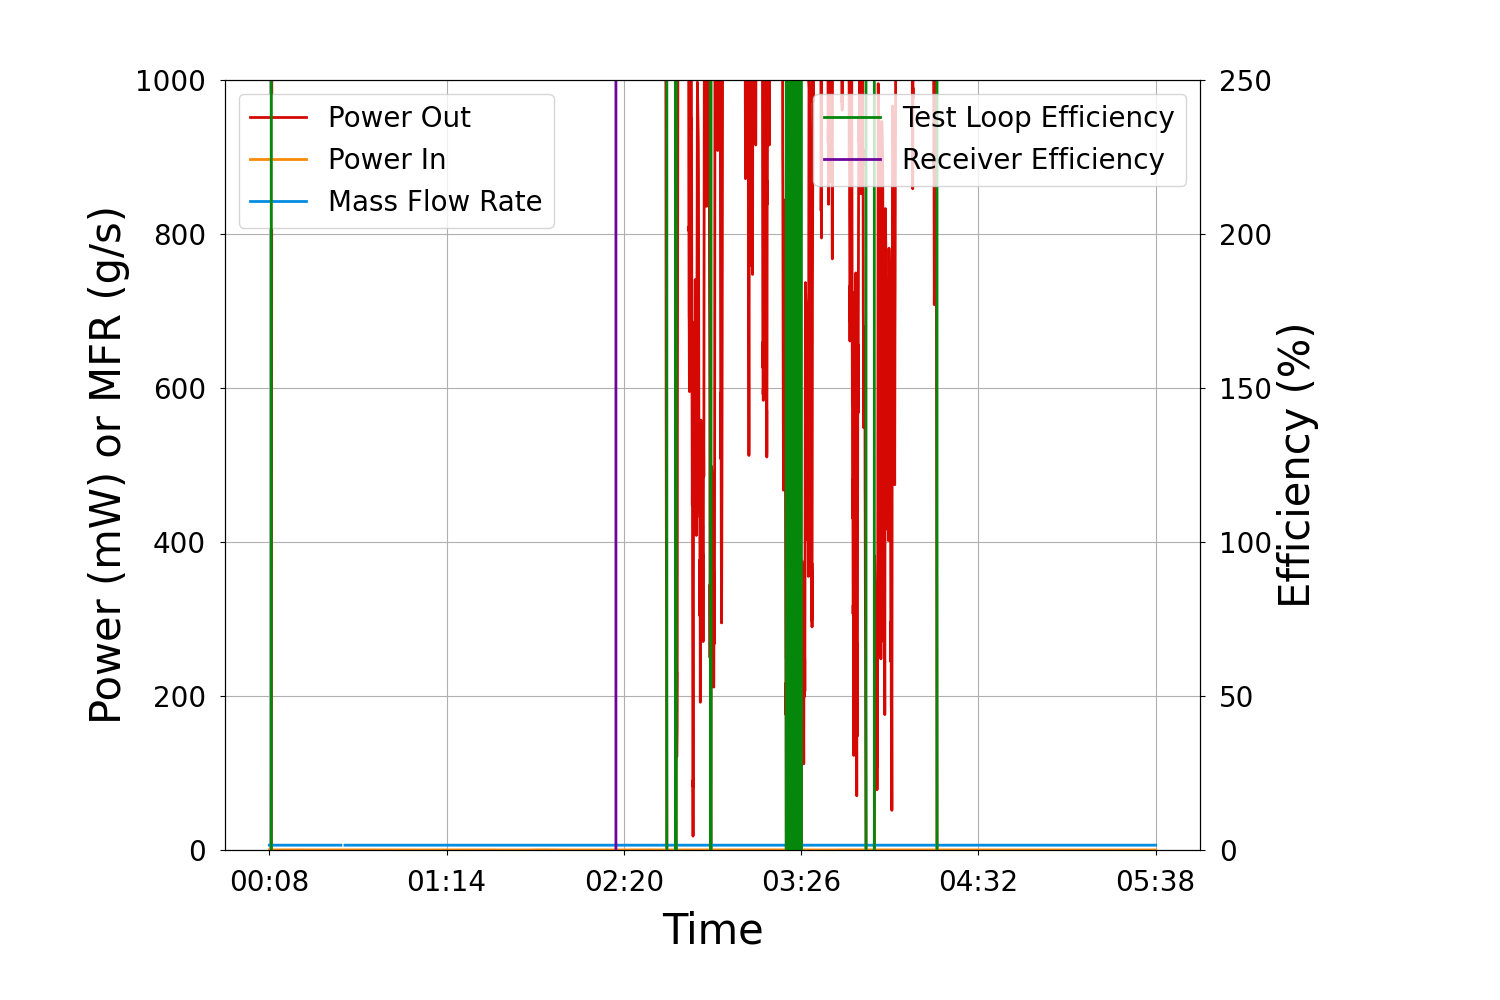 1000
800
600
400
200
0
Power (mW) or MFR (g/s)
Power Out
Power In
Mass Flow Rate
Test Loop Efficiency
Receiver Efficiency
250
200
150
100
50
0
Efficiency (%)
00:08 01:14 02:20 03:26 04:32 05:38
Time